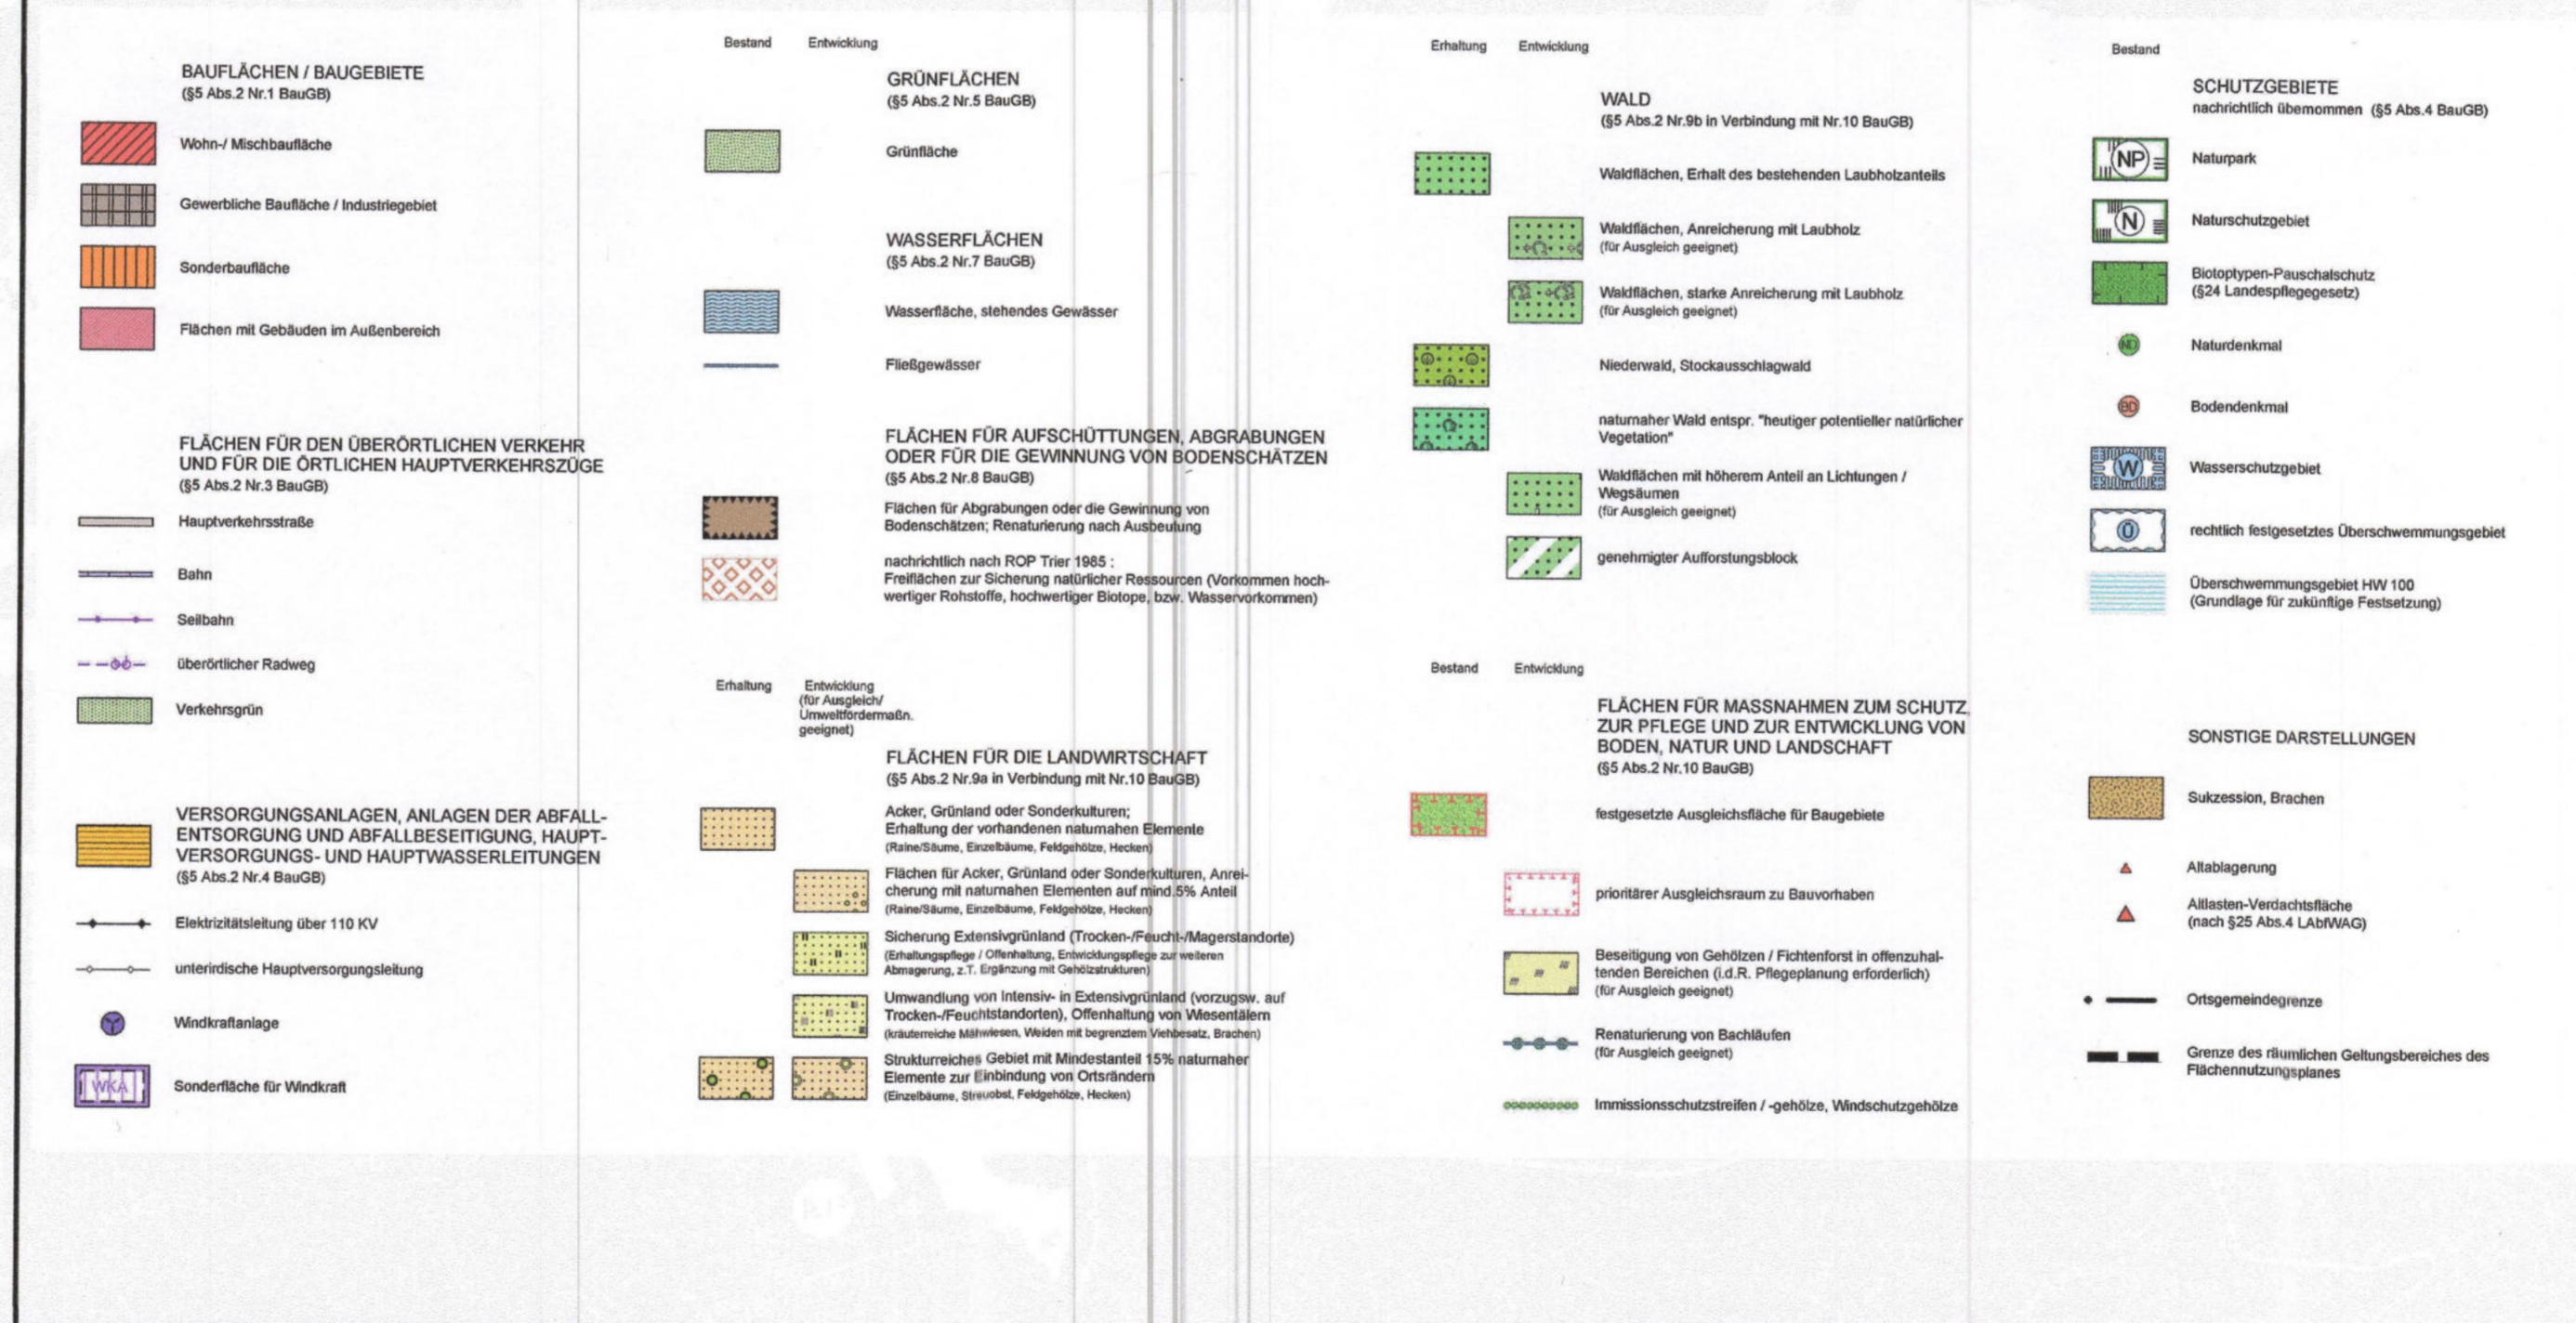 BAUFLÄCHEN / BAUGEBIETE
(§5 Abs.2 Nr.1 BauGB)
Wohn-/ Mischbaufläche
Gewerbliche Baufläche / Industriegebiet
Sonderbaufläche
Flächen mit Gebäuden im Außenbereich
FLÄCHEN FÜR DEN ÜBERÖRTLICHEN VERKEHR
UND FÜR DIE ÖRTLICHEN HAUPTVERKEHRSZÜGE
(§5 Abs.2 Nr.3 BauGB)
Hauptverkehrsstraße
Bahn
Seilbahn
überörtlicher Radweg
Verkehrsgrün
VERSORGUNGSANLAGEN, ANLAGEN DER ABFALL-
ENTSORGUNG UND ABFALLBESEITIGUNG, HAUPT-
VERSORGUNGS- UND HAUPTWASSERLEITUNGEN
(§5 Abs.2 Nr.4 BauGB)
Elektrizitätsleitung über 110 KV
unterirdische Hauptversorgungsleitung
Windkraftanlage
WKA
Sonderfläche für Windkraft
Bestand Entwicklung
GRÜNFLÄCHEN
(§5 Abs.2 Nr.5 BauGB)
Grünfläche
WASSERFLÄCHEN
(§5 Abs.2 Nr.7 BauGB)
Wasserfläche, stehendes Gewässer
Fließgewässer
FLÄCHEN FÜR AUFSCHÜTTUNGEN, ABGRABUNGEN
ODER FÜR DIE GEWINNUNG VON BODENSCHÄTZEN
(§5 Abs.2 Nr.8 BauGB)
Flächen für Abgrabungen oder die Gewinnung von
Bodenschätzen; Renaturierung nach Ausbeutung
nachrichtlich nach ROP Trier 1985 :
Freiflächen zur Sicherung natürlicher Ressourcen (Vorkommen hoch-
wertiger Rohstoffe, hochwertiger Biotope, bzw. Wasservorkommen)
Erhaltung Entwicklung
(für Ausgleich/
Umweltfördermaßn.
geeignet)
FLÄCHEN FÜR DIE LANDWIRTSCHAFT
(§5 Abs.2 Nr.9a in Verbindung mit Nr.10 BauGB)
Acker, Grünland oder Sonderkulturen;
Erhaltung der vorhandenen naturnahen Elemente
(Raine/Säume, Einzelbäume, Feldgehölze, Hecken)
Flächen für Acker, Grünland oder Sonderkulturen, Anrei-
cherung mit naturnahen Elementen auf mind.5% Anteil
(Raine/Säume, Einzelbäume, Feldgehölze, Hecken)
Sicherung Extensivgrünland (Trocken-/Feucht-/Magerstandorte)
(Erhaltungspflege / Offenhaltung, Entwicklungspflege zur weiteren
Abmagerung, z.T. Ergänzung mit Gehölzstrukturen)
Umwandlung von Intensiv- in Extensivgrünland (vorzugsw. auf
Trocken-/Feuchtstandorten), Offenhaltung von Wiesentälern
(kräuterreiche Mähwiesen, Weiden mit begrenztem Viehbesatz, Brachen)
Strukturreiches Gebiet mit Mindestanteil 15% naturnaher
Elemente zur Einbindung von Ortsrändern
(Einzelbäume, Streuobst, Feldgehölze, Hecken)
Erhaltung Entwicklung
WALD
(§5 Abs.2 Nr.9b in Verbindung mit Nr.10 BauGB)
Waldflächen, Erhalt des bestehenden Laubholzanteils
Waldflächen, Anreicherung mit Laubholz
(für Ausgleich geeignet)
Waldflächen, starke Anreicherung mit Laubholz
(für Ausgleich geeignet)
Niederwald, Stockausschlagwald
naturnaher Wald entspr. "heutiger potentieller natürlicher
Vegetation"
Waldflächen mit höherem Anteil an Lichtungen /
Wegsäumen
(für Ausgleich geeignet)
genehmigter Aufforstungsblock
Bestand Entwicklung
FLÄCHEN FÜR MASSNAHMEN ZUM SCHUTZ,
ZUR PFLEGE UND ZUR ENTWICKLUNG VON
BODEN, NATUR UND LANDSCHAFT
(§5 Abs.2 Nr.10 BauGB)
festgesetzte Ausgleichsfläche für Baugebiete
prioritärer Ausgleichsraum zu Bauvorhaben
Beseitigung von Gehölzen / Fichtenforst in offenzuhal-
tenden Bereichen (i.d.R. Pflegeplanung erforderlich)
(für Ausgleich geeignet)
Renaturierung von Bachläufen
(für Ausgleich geeignet)
Immissionsschutzstreifen / -gehölze, Windschutzgehölze
Bestand
SCHUTZGEBIETE
nachrichtlich übernommen (§5 Abs.4 BauGB)
NP
Naturpark
N
Naturschutzgebiet
Biotoptypen-Pauschalschutz
(§24 Landespflegegesetz)
ND
Naturdenkmal
BD
Bodendenkmal
W
Wasserschutzgebiet
Ü
rechtlich festgesetztes Überschwemmungsgebiet
Überschwemmungsgebiet HW 100
(Grundlage für zukünftige Festsetzung)
SONSTIGE DARSTELLUNGEN
Sukzession, Brachen
Altablagerung
Altlasten-Verdachtsfläche
(nach §25 Abs.4 LAbfWAG)
Ortsgemeindegrenze
Grenze des räumlichen Geltungsbereiches des
Flächennutzungsplanes